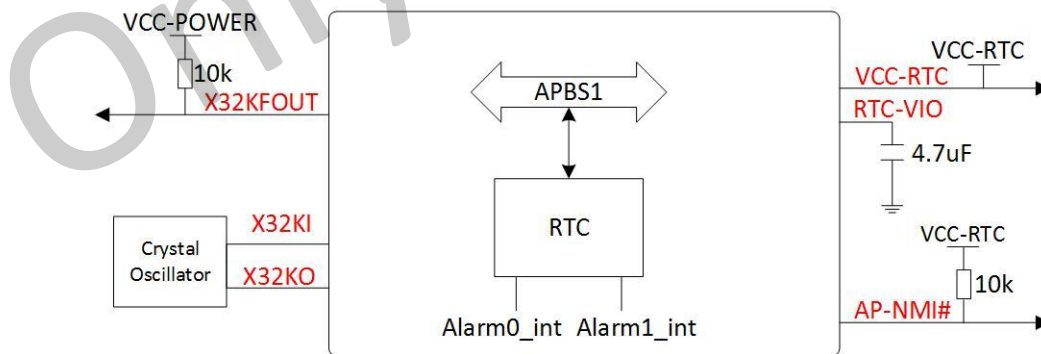 Only
VCC-POWER
10k
X32KFOUT
APBS1
VCC-RTC
VCC-RTC
RTC-VIO
4.7uF
X32KI
Crystal
Oscillator
X32KO
RTC
VCC-RTC
10k
AP-NMI#
Alarm0_int
Alarm1_int